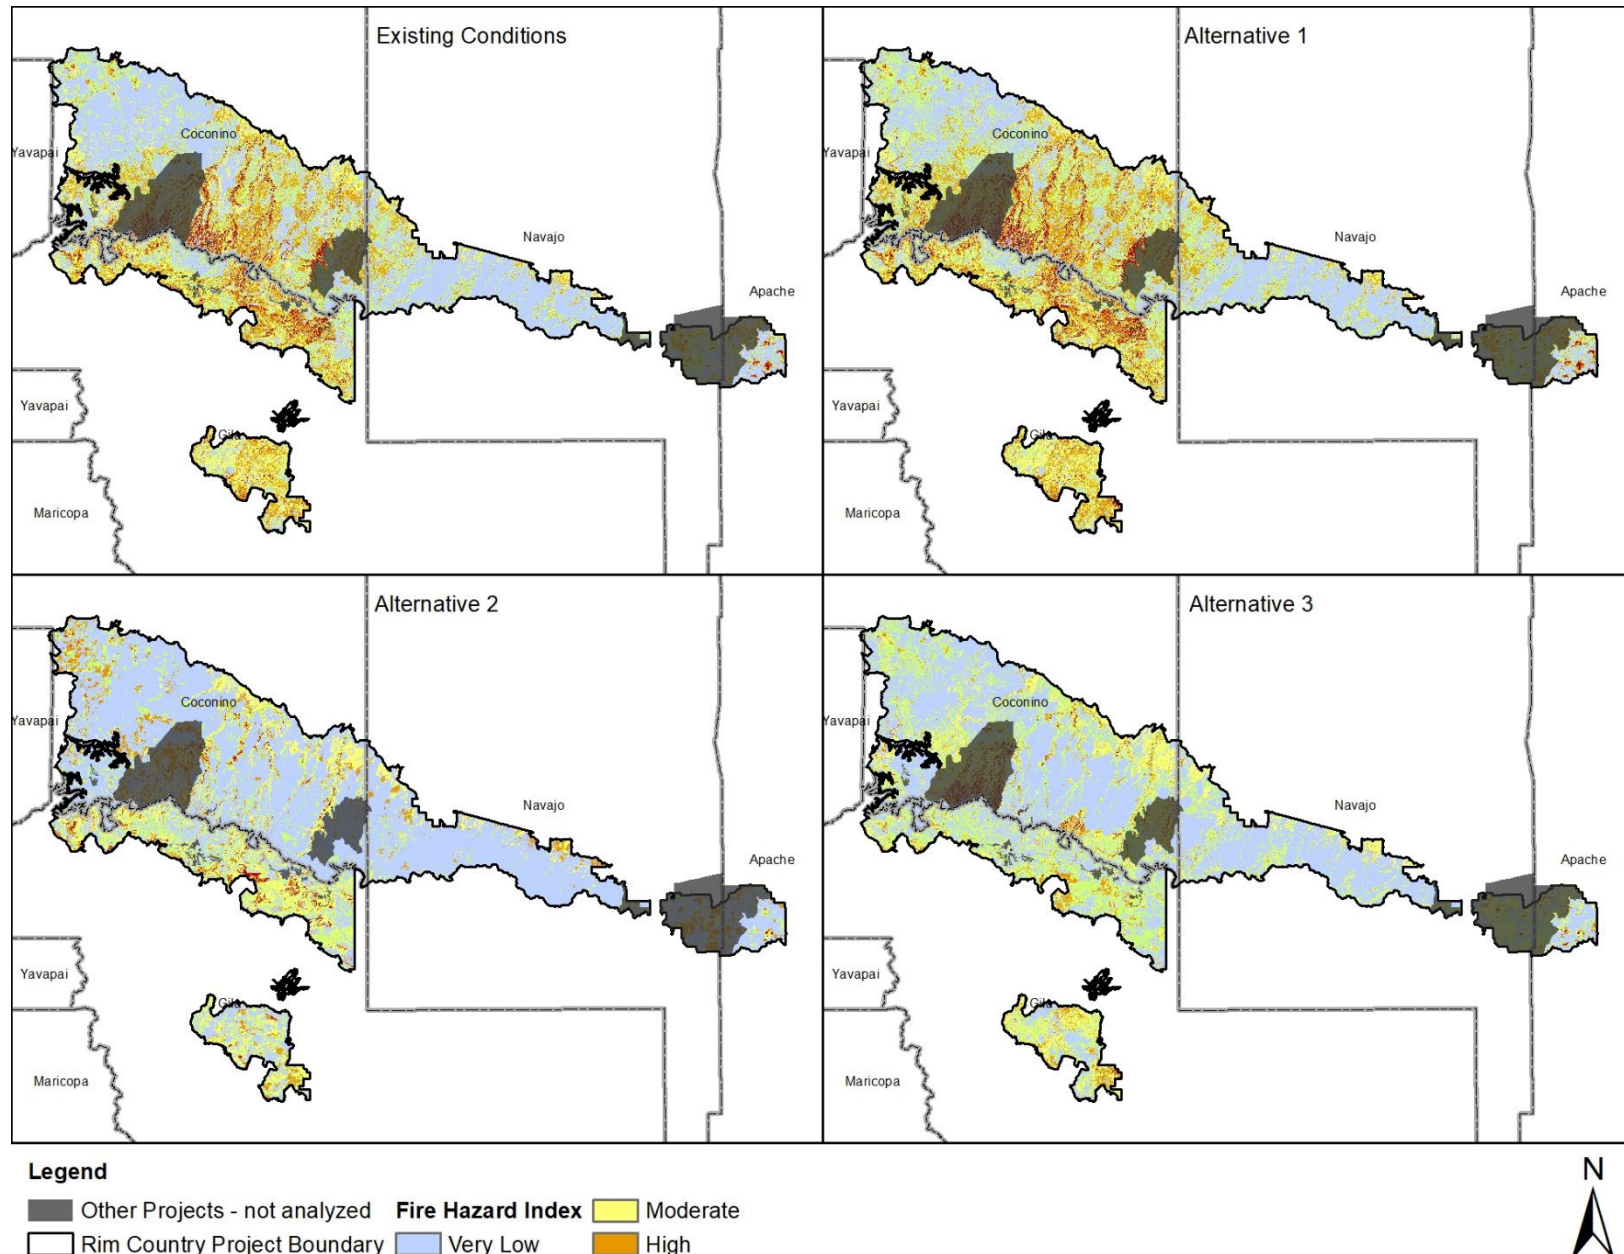 Existing Conditions
Alternative 1
Coconino
Coconino
Yavapai
Yavapai
Navajo
Navajo
Apache
Apache
Yavapai
Yavapai
Gila
Gila
Maricopa
Maricopa
Alternative 2
Alternative 3
Coconino
Coconino
Yavapai
Yavapai
Navajo
Navajo
Apache
Apache
Yavapai
Yavapai
Gila
Gila
Maricopa
Maricopa
Legend
N
Other Projects - not analyzed Fire Hazard Index Moderate
Rim Country Project Boundary Very Low High